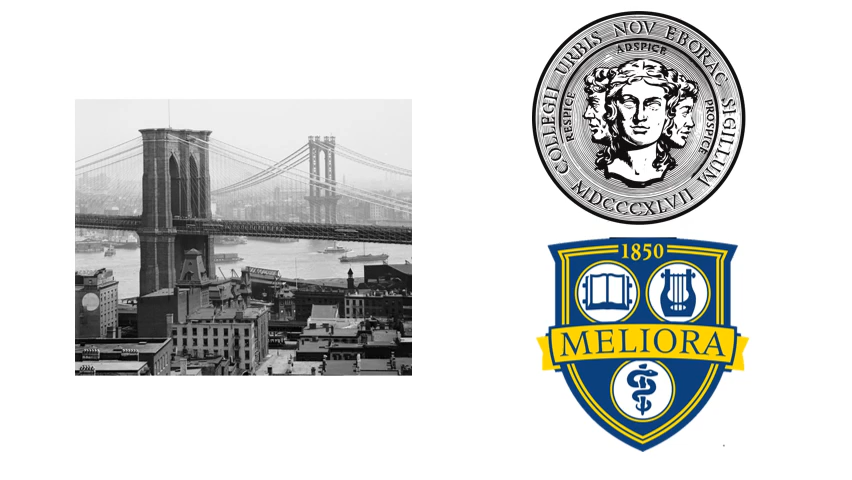 COLLEGII URBIS NOV EBORAC SIGILLUM
MDCCCXLVII
RESPICE
ADSPICE
PROSPICE
1850
MELIORA